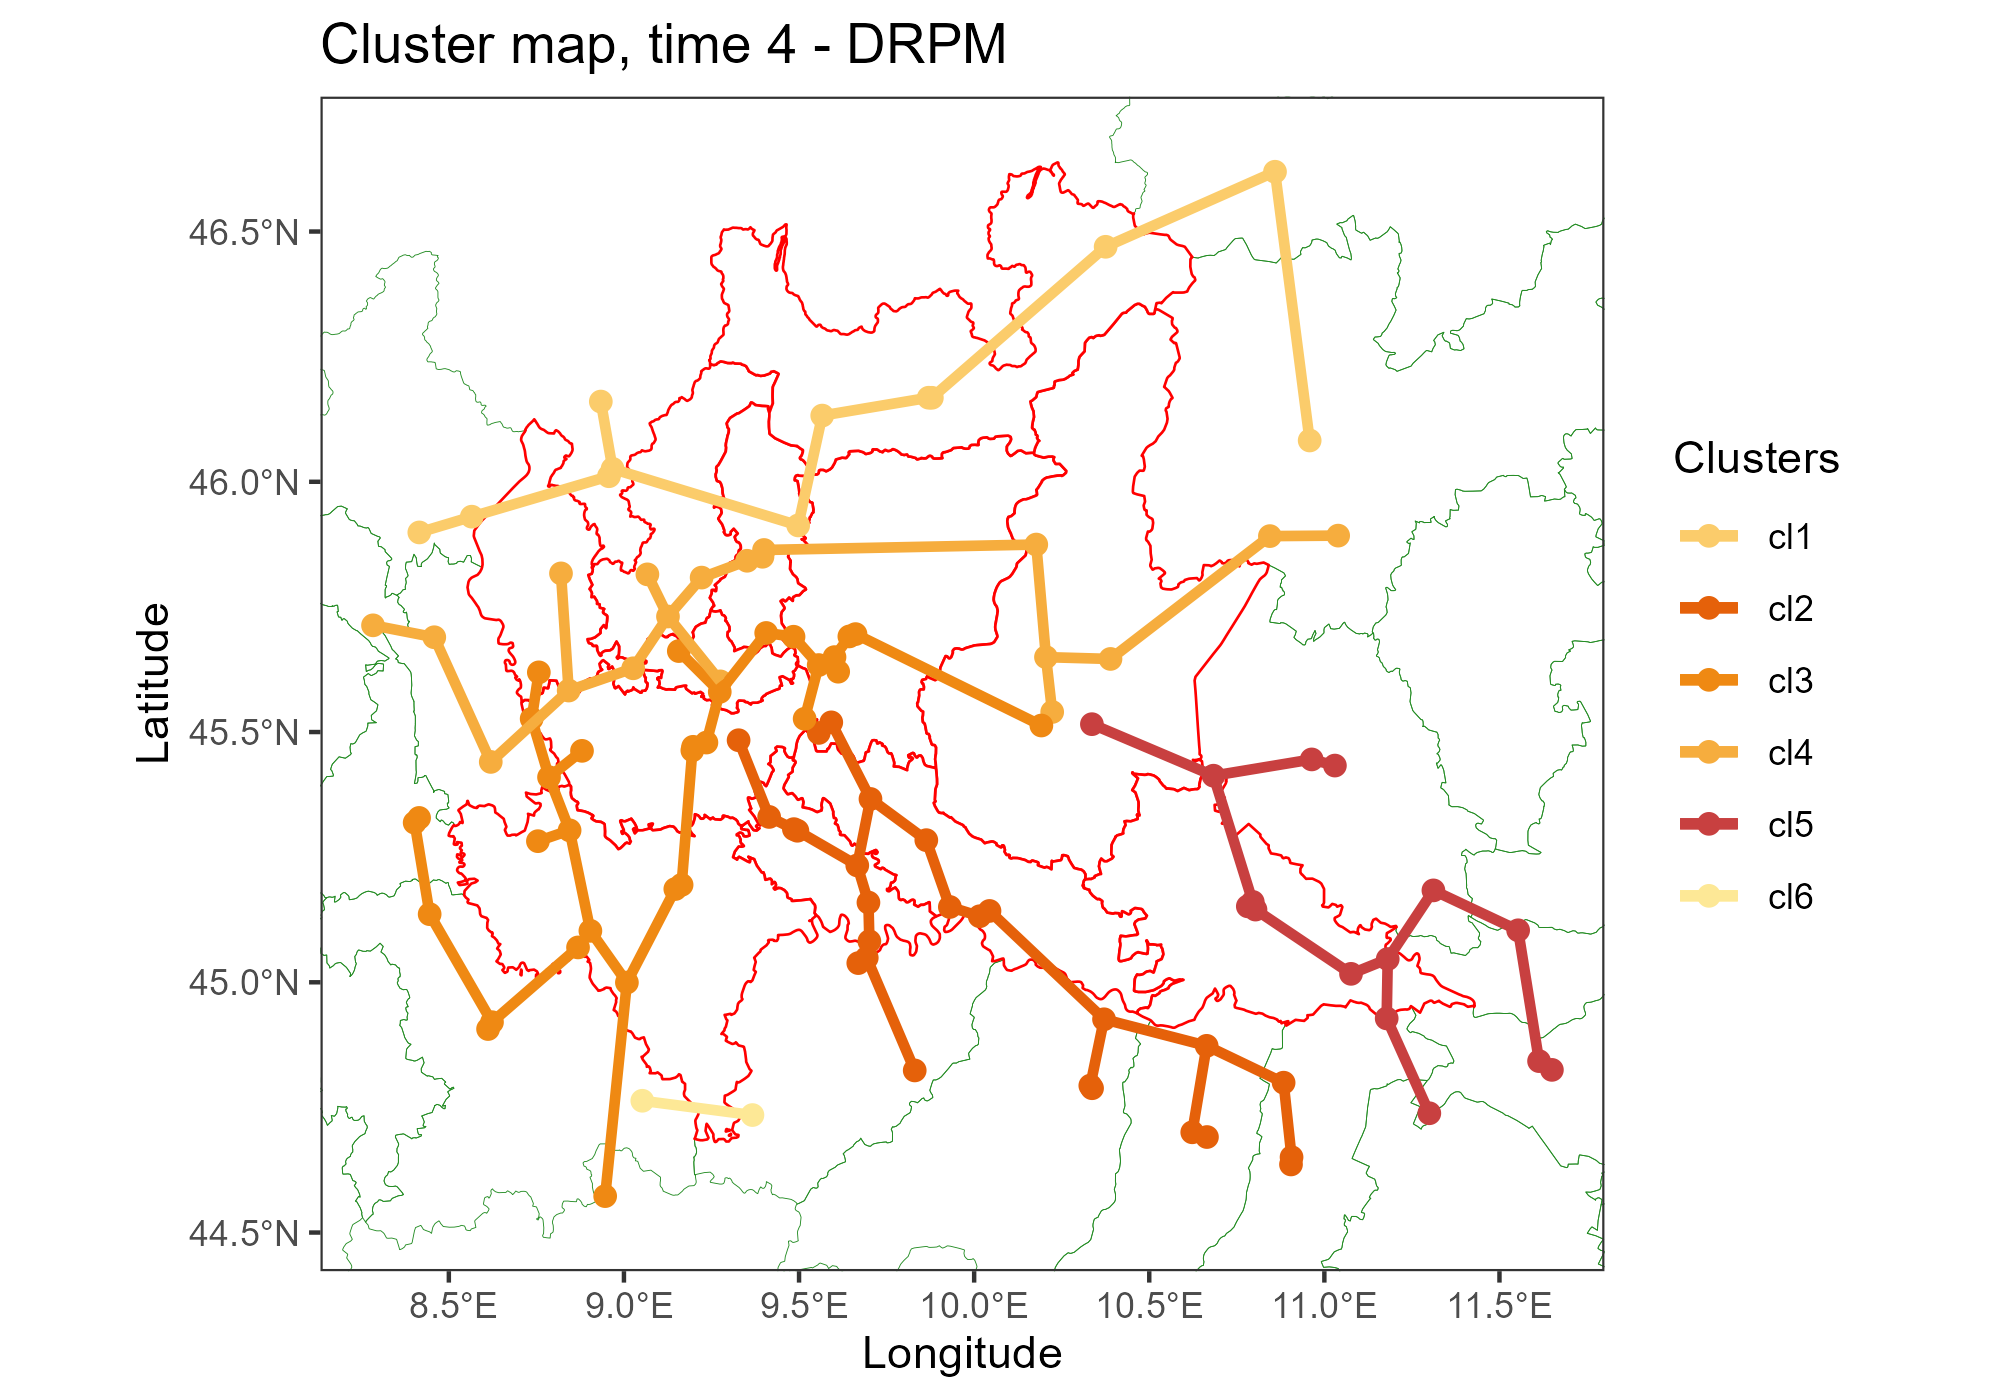 Cluster map, time 4 - DRPM
46.5°N
46.0°N
45.5°N
45.0°N
44.5°N
Latitude
8.5°E 9.0°E 9.5°E 10.0°E 10.5°E 11.0°E 11.5°E
Longitude
Clusters
cl1
cl2
cl3
cl4
cl5
cl6